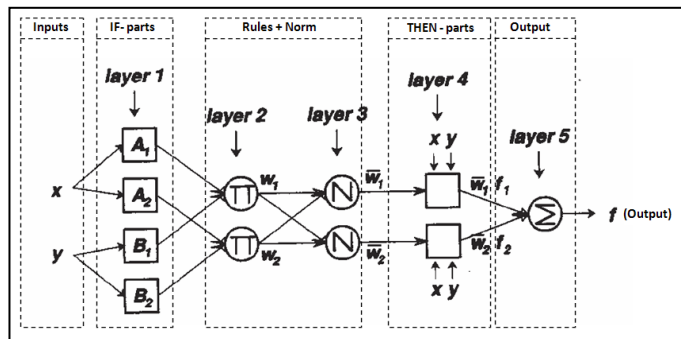 Inputs
IF- parts
Rules + Norm
THEN - parts
Output
layer 1
layer 2
layer 3
layer 4
layer 5
x y
A₁
A₂
B₁
B₂
x
y
∏
∏
w₁
w₂
N
N
w̅₁
w̅₂
w̅₁ f₁
w̅₂ f₂
x y
Σ
f (Output)